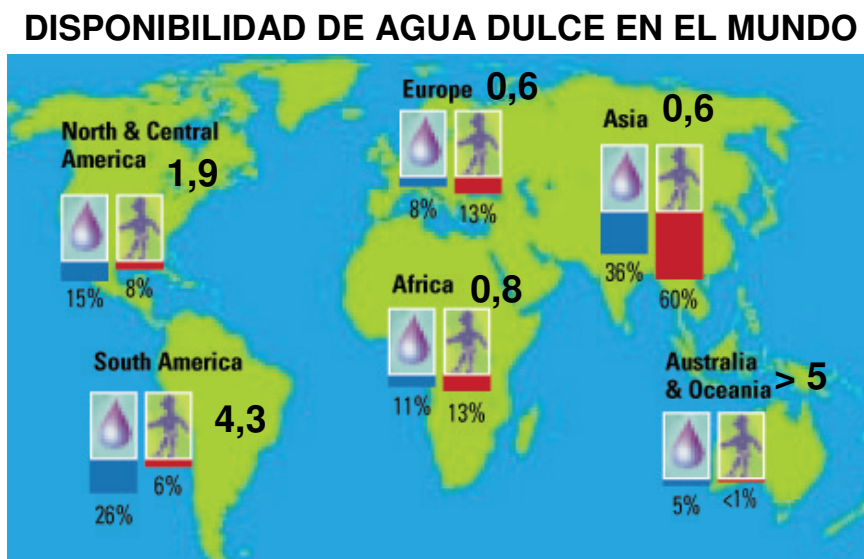 DISPONIBILIDAD DE AGUA DULCE EN EL MUNDO
North & Central
America
1,9
15%
8%
Europe 0,6
8%
13%
Asia 0,6
36%
60%
Africa 0,8
11%
13%
South America
4,3
26%
6%
Australia
& Oceania > 5
5%
<1%